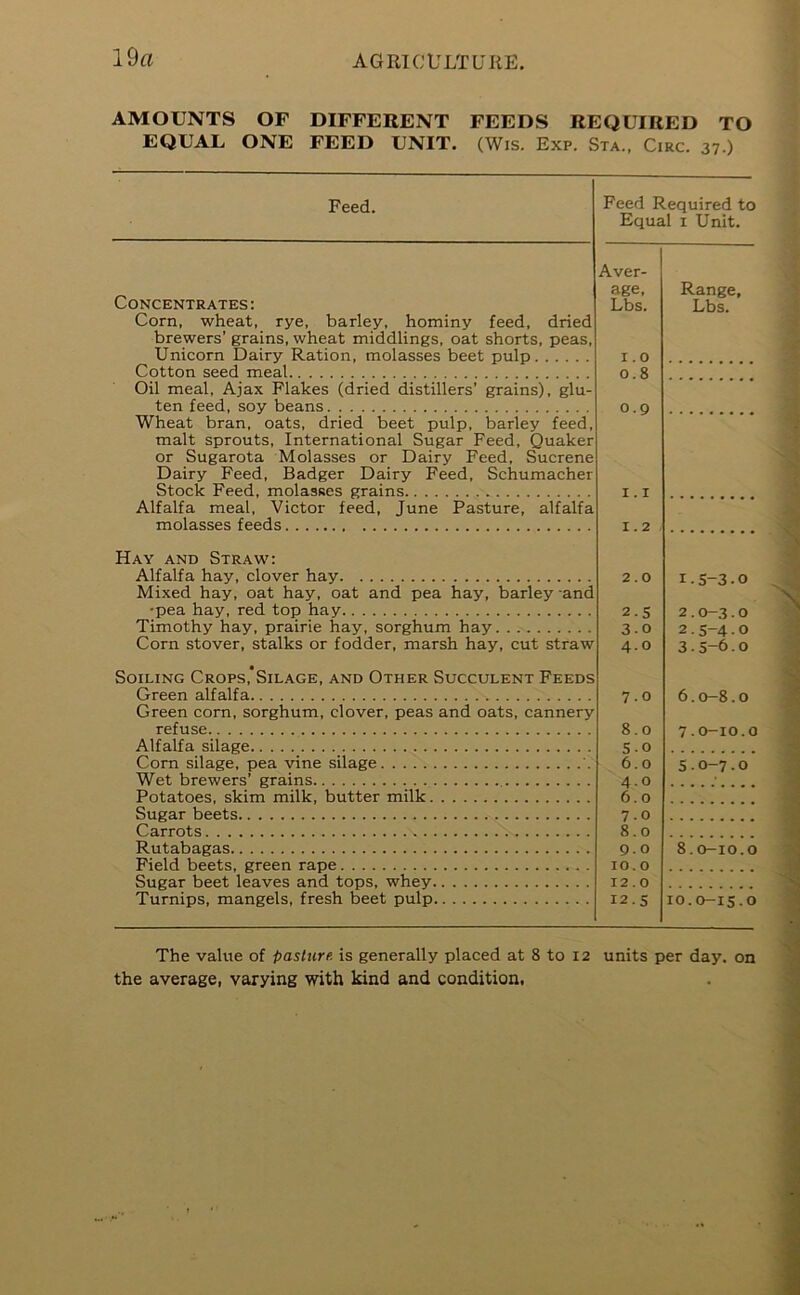 19a AGRICULTURE.
AMOUNTS OF DIFFERENT FEEDS REQUIRED TO
EQUAL ONE FEED UNIT. (Wis. Exp. Sta., Circ. 37.)
Feed. Feed Required to
Equal 1 Unit.
Aver-
age, Range,
Concentrates: Lbs. Lbs.
Corn, wheat, rye, barley, hominy feed, dried
brewers' grains, wheat middlings, oat shorts, peas,
Unicorn Dairy Ration, molasses beet pulp...... 1.0 .........
Cotton seed meal............................. 0.8 .........
Oil meal, Ajax Flakes (dried distillers' grains), glu-
ten feed, soy beans.......................... 0.9 .........
Wheat bran, oats, dried beet pulp, barley feed,
malt sprouts, International Sugar Feed, Quaker
or Sugarota Molasses or Dairy Feed, Sucrene
Dairy Feed, Badger Dairy Feed, Schumacher
Stock Feed, molasses grains................... 1.1 .........
Alfalfa meal, Victor feed, June Pasture, alfalfa
molasses feeds............................. 1.2 .........
Hay and Straw:
Alfalfa hay, clover hay......................... 2.0 1.5-3.0
Mixed hay, oat hay, oat and pea hay, barley and
pea hay, red top hay......................... 2.5 2.0-3.0
Timothy hay, prairie hay, sorghum hay.......... 3.0 2.5-4.0
Corn stover, stalks or fodder, marsh hay, cut straw 4.0 3.5-6.0
Soiling Crops, Silage, and Other Succulent Feeds
Green alfalfa................................. 7.0 6.0-8.0
Green corn, sorghum, clover, peas and oats, cannery
refuse..................................... 8.0 7.0-10.0
Alfalfa silage................................. 5.0 .........
Corn silage, pea vine silage..................... 6.0 5.0-7.0
Wet brewers' grains........................... 4.0 .........
Potatoes, skim milk, butter milk................ 6.0 .........
Sugar beets.................................. 7.0 .........
Carrots...................................... 8.0 .........
Rutabagas................................... 9.0 8.0-10.0
Field beets, green rape......................... 10.0 .........
Sugar beet leaves and tops, whey................ 12.0 .........
Turnips, mangels, fresh beet pulp................ 12.5 10.0-15.0
The value of pasture is generally placed at 8 to 12 units per day. on
the average, varying with kind and condition.